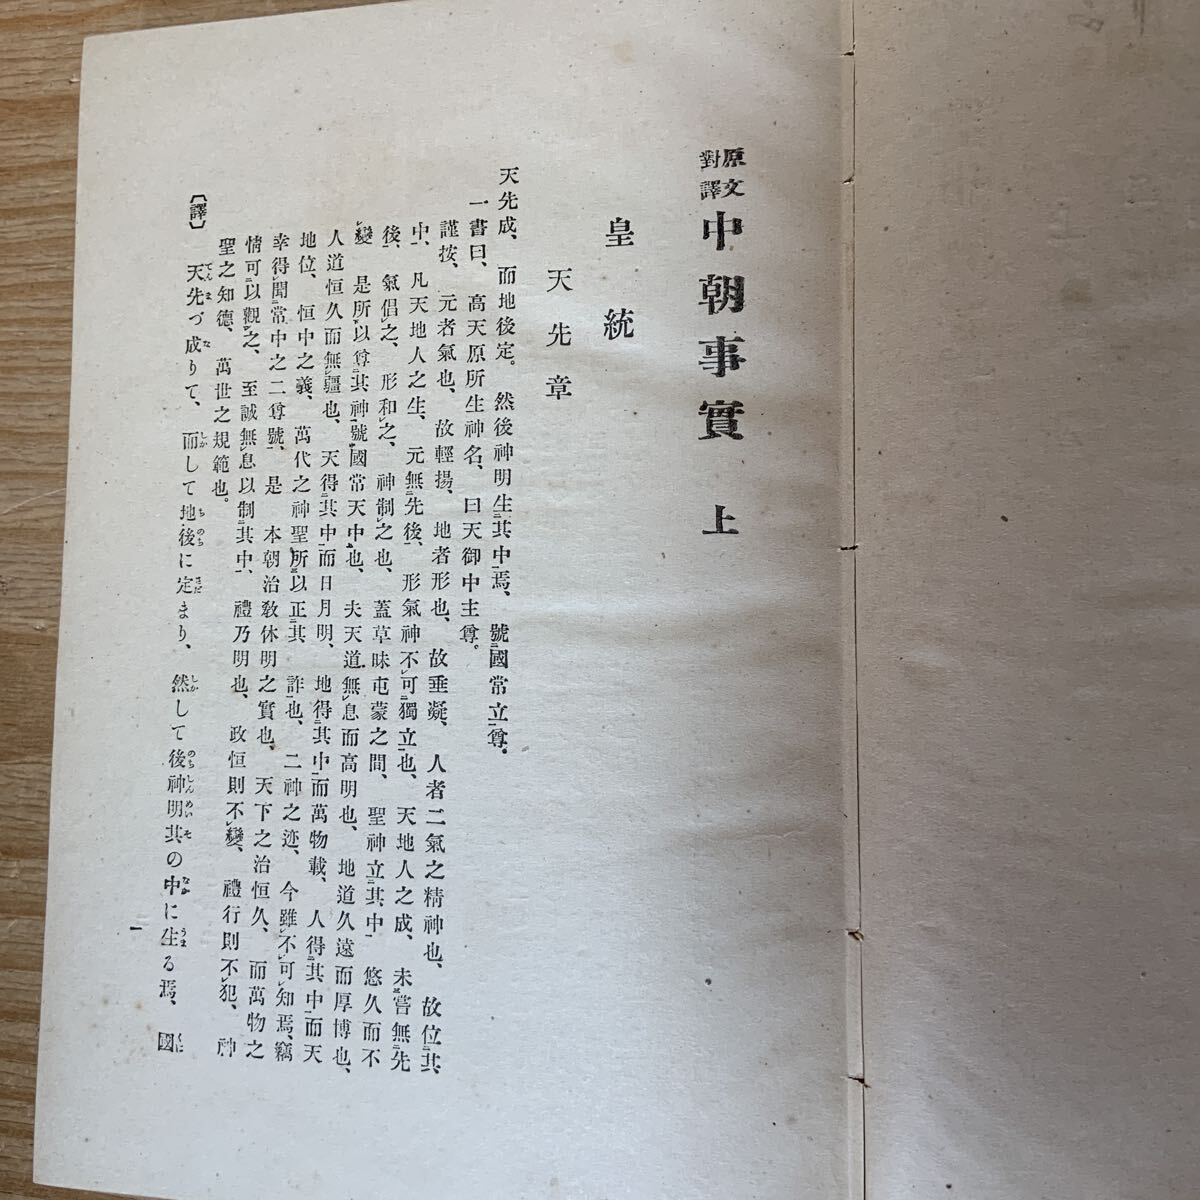 原文對譯 中朝事實 上
皇統
天先章
天先成、而地後定。然後神明生其中焉、號國常立尊。
一書曰、高天原所生神名、曰天御中主尊。
謹按、元者氣也、故輕揚、地者形也、故垂凝、人者二氣之精神也、故位其
中、凡天地人之生、元無先後、形氣神不可獨立也、天地人之成、未嘗無先
後、氣倡之、形和之、神制之也、蓋草昧屯蒙之間、聖神立其中、悠久而不
變、是所以尊其神號國常天中也、夫天道無息而高明也、地道久遠而厚博也、
人道恒久而無疆也、天得其中而日月明、地得其中而萬物載、人得其中而天
地位、恒中之義、萬代之神聖所以正其祚也、二神之迹、今雖不可知焉、竊
幸得聞常中之二尊號、是本朝治教休明之實也、天下之治恒久、而萬物之
情可以觀之、至誠無息以制其中、禮乃明也、政恒則不變、禮行則不犯、神
聖之知德、萬世之規範也。
〔譯〕天先づ成りて、而して地後に定まり、然して後神明其の中に生る焉、國
一